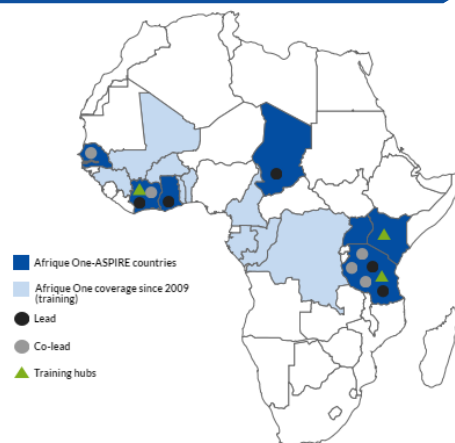 Afrique One-ASPIRE countries
Afrique One coverage since 2009
(training)
Lead
Co-lead
Training hubs